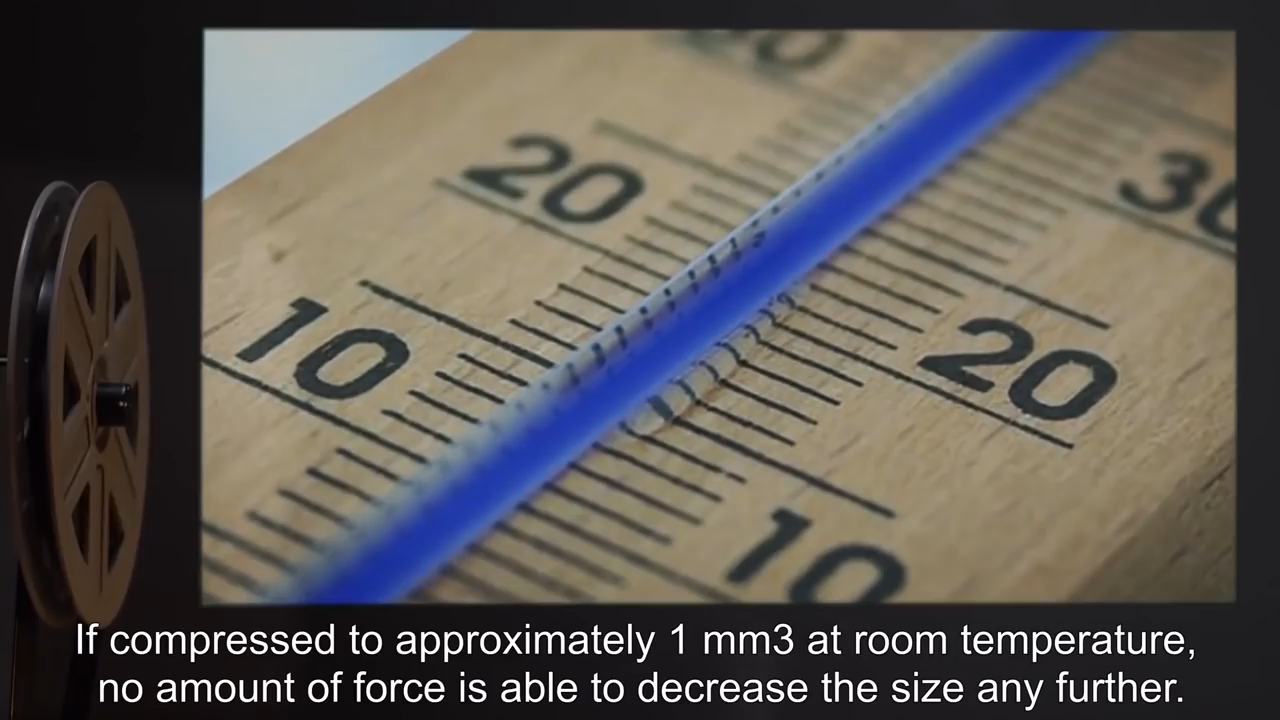 20
30
10
20
10
If compressed to approximately 1 mm3 at room temperature,
no amount of force is able to decrease the size any further.